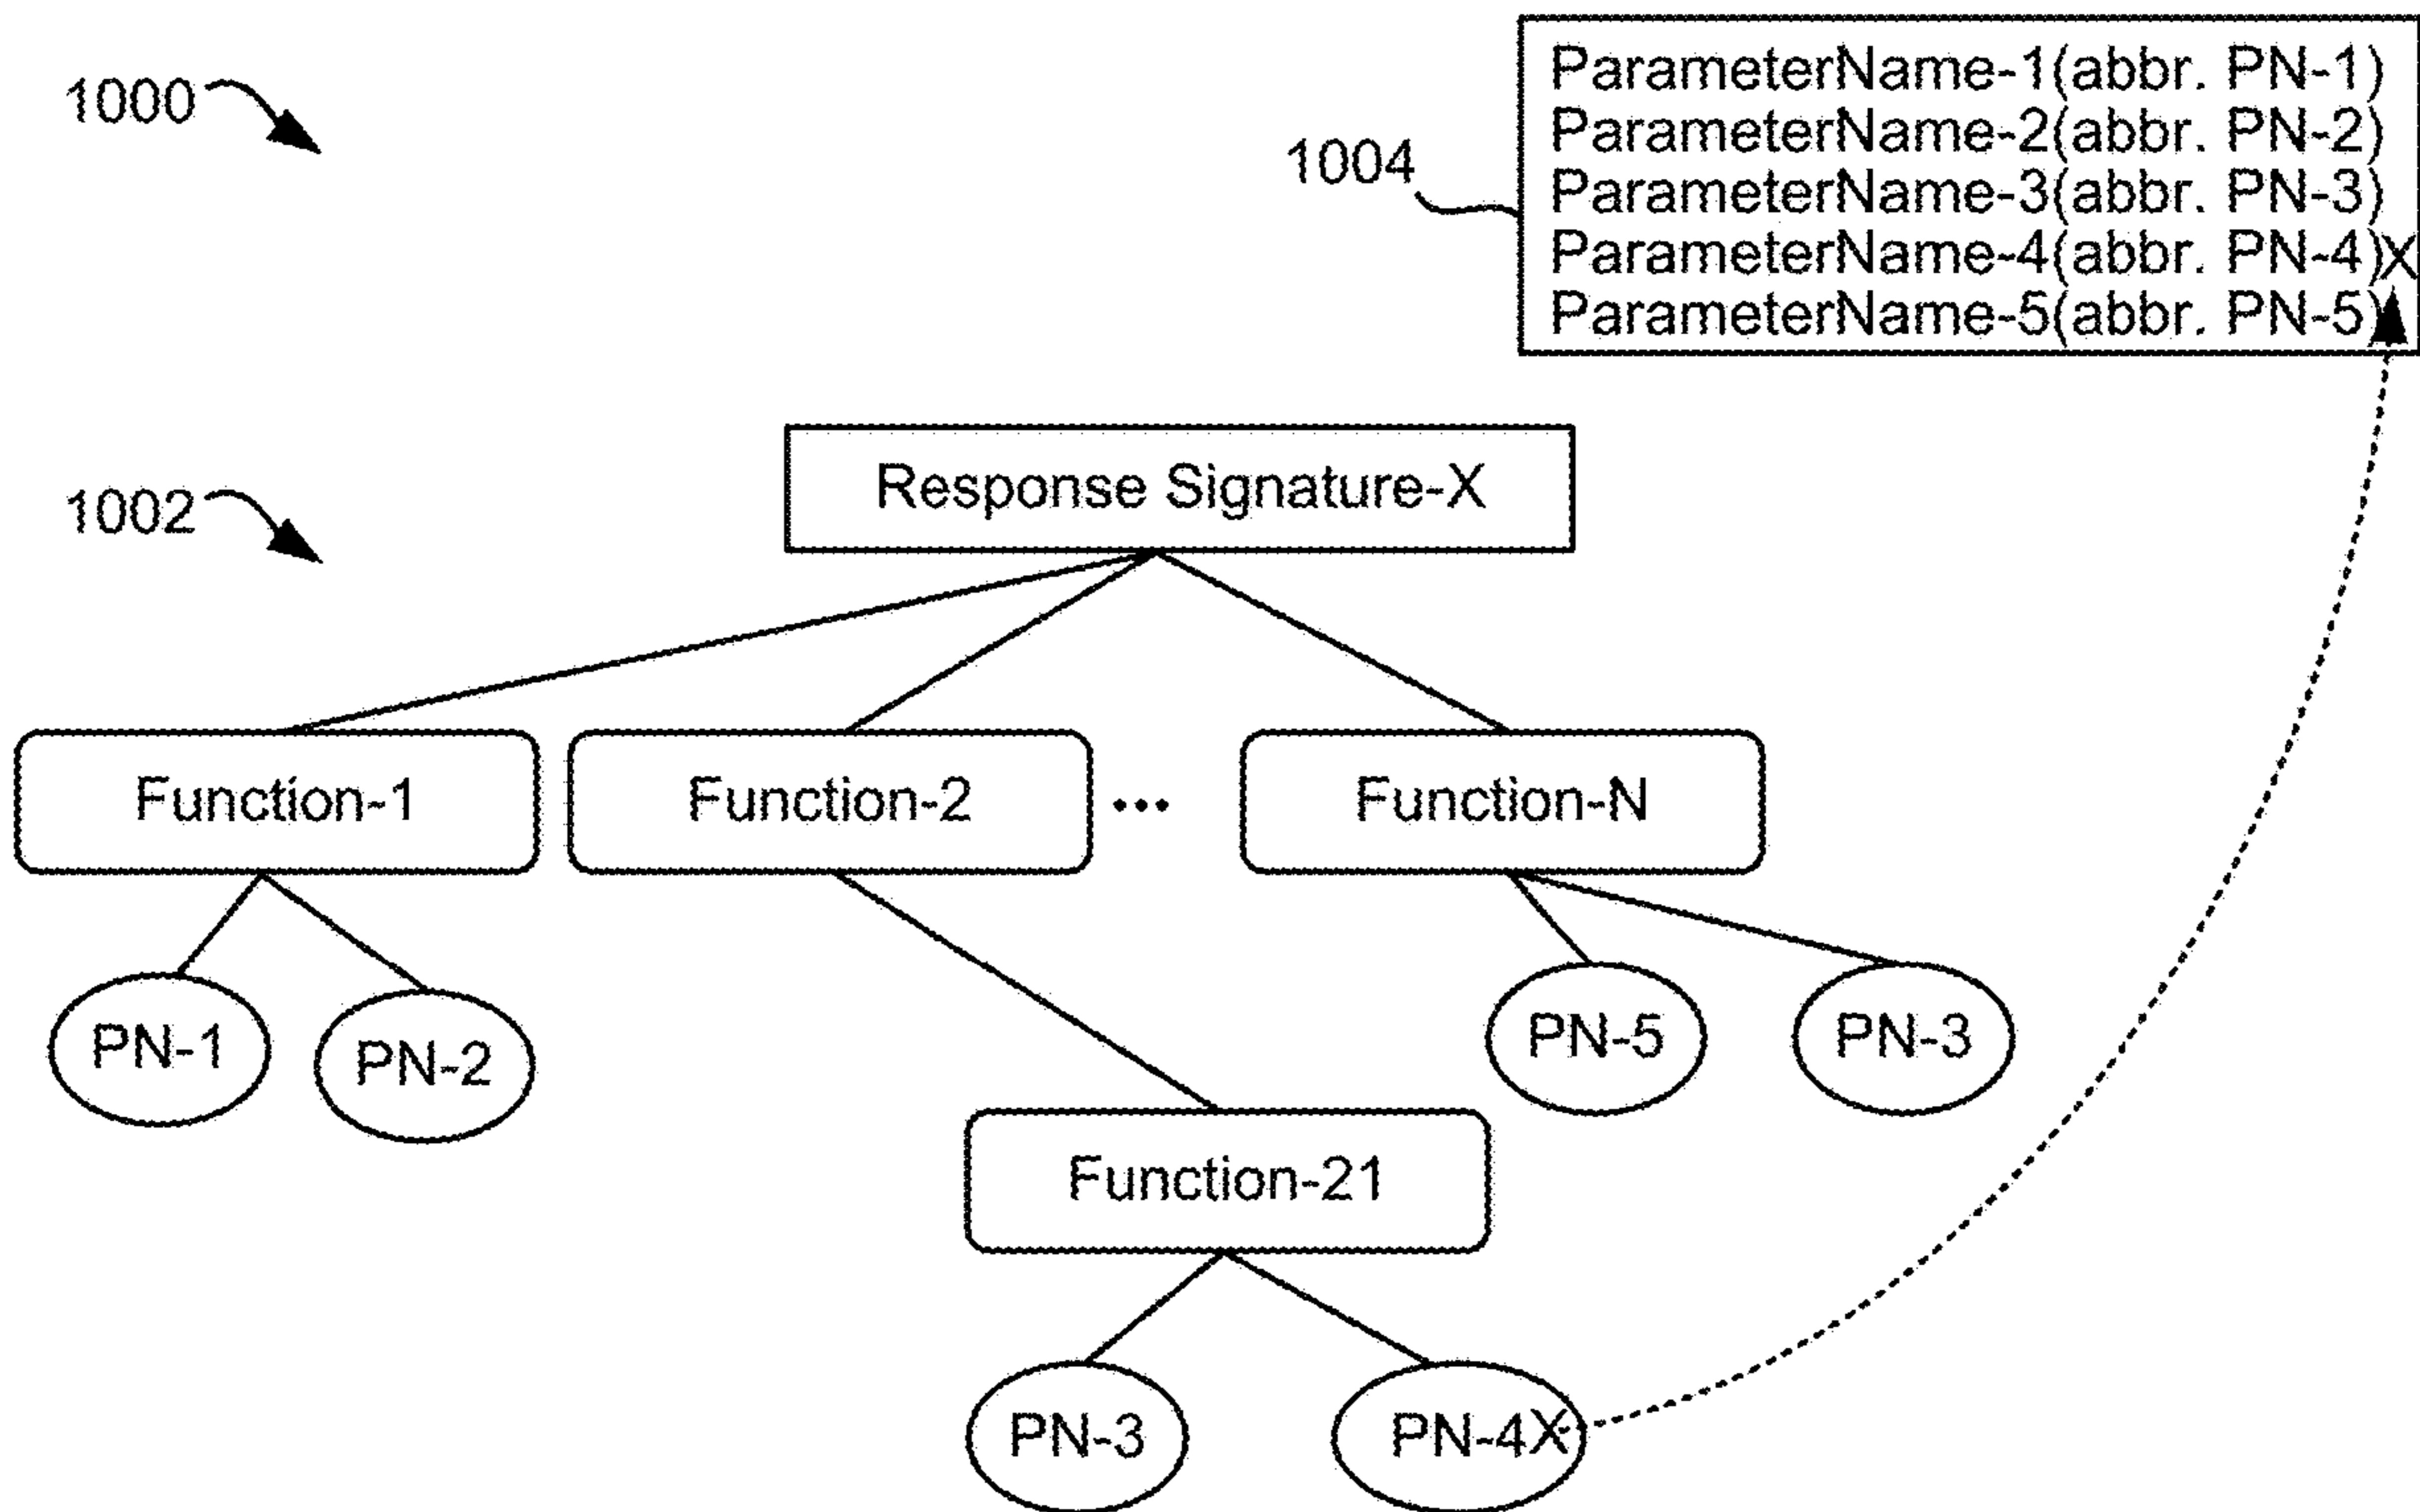 1000
1004
ParameterName-1(abbr. PN-1)
ParameterName-2(abbr. PN-2)
ParameterName-3(abbr. PN-3)
ParameterName-4(abbr. PN-4)X
ParameterName-5(abbr. PN-5)
1002
Response Signature-X
Function-1
Function-2
...
Function-N
PN-1
PN-2
PN-5
PN-3
Function-21
PN-3
PN-4X